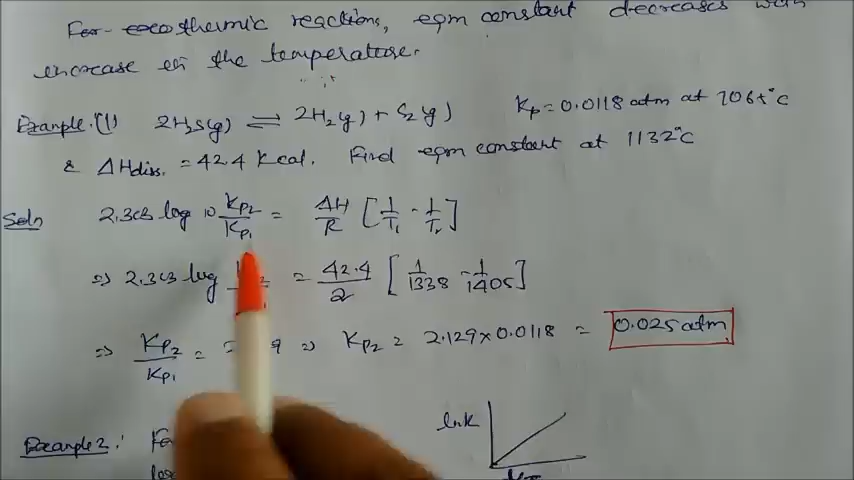 For exothermic reactions, eqm constant decreases with
increase in the temperature.
Example.(1) 2H₂S(g) ⇌ 2H₂(g) + S₂(g) Kp = 0.0118 atm at 1065°C
& ΔHdiss. = 42.4 Kcal. Find eqm constant at 1132°C
Soln 2.303 log 10 Kp₂/Kp₁ = ΔH/R [1/T₁ - 1/T₂]
⇒ 2.303 log = 42.4/2 [1/1338 - 1/1405]
⇒ Kp₂/Kp₁ = 9 ⇒ Kp₂ = 2.129 × 0.0118 = 0.025 atm
Example 2: lnK